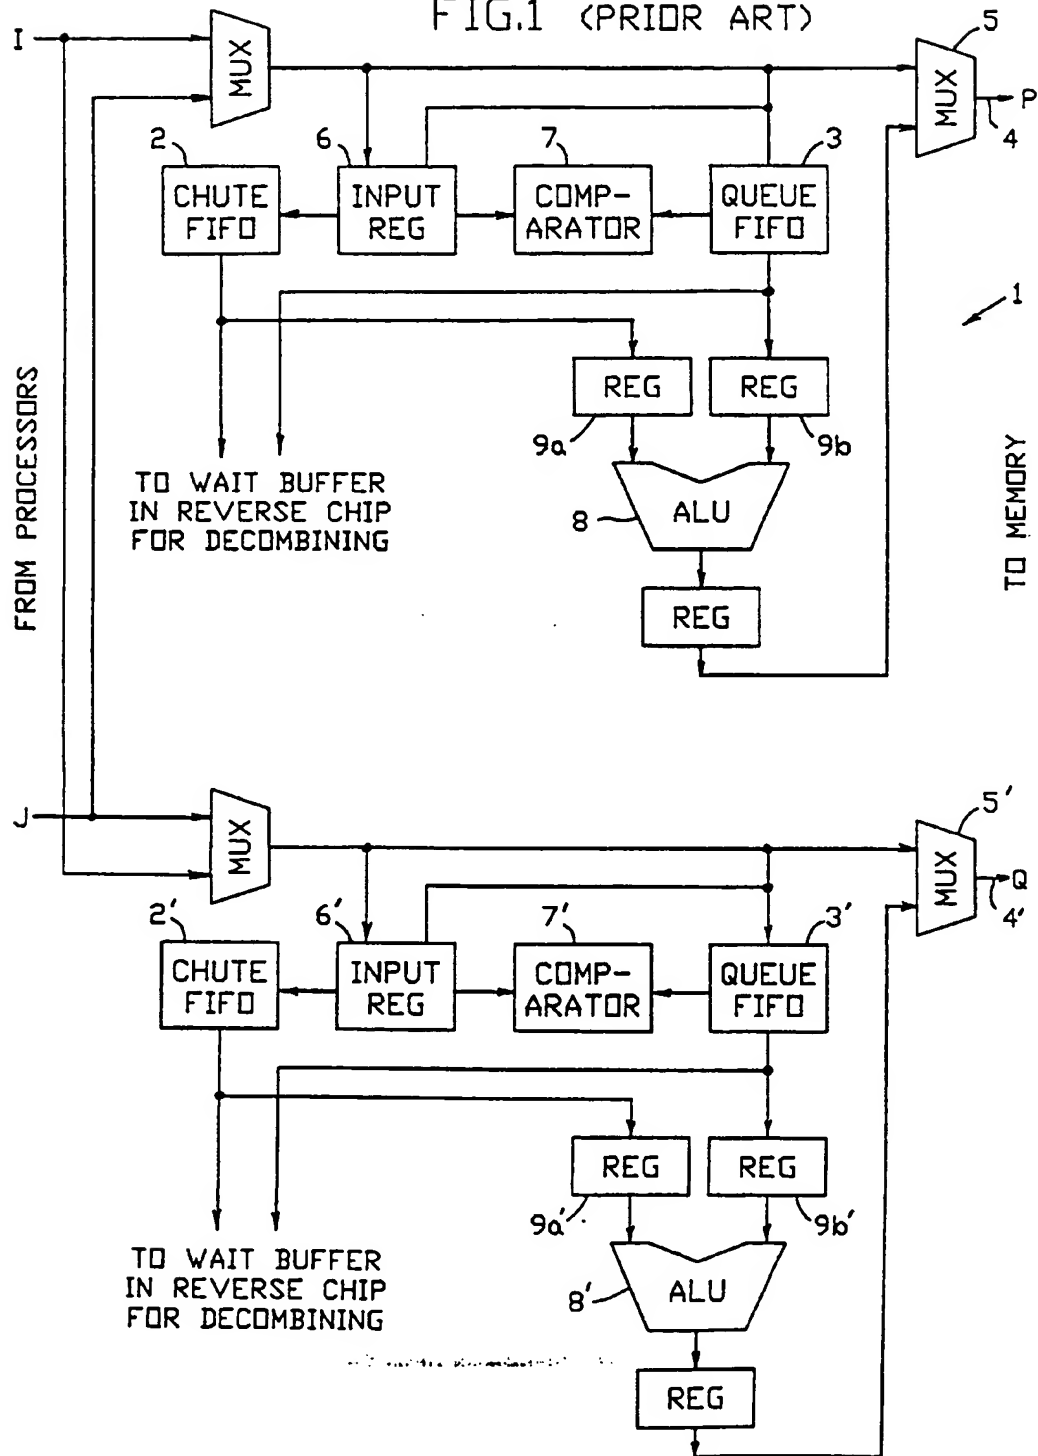 FIG.1 (PRIOR ART)
I
MUX
5
MUX
P
4
2
6
7
3
CHUTE
FIFO
INPUT
REG
COMP-
ARATOR
QUEUE
FIFO
1
FROM PROCESSORS
REG
REG
9a
9b
TO WAIT BUFFER
IN REVERSE CHIP
FOR DECOMBINING
8
ALU
TO MEMORY
REG
J
MUX
5'
MUX
Q
4'
2'
6'
7'
3'
CHUTE
FIFO
INPUT
REG
COMP-
ARATOR
QUEUE
FIFO
REG
REG
9a'
9b'
TO WAIT BUFFER
IN REVERSE CHIP
FOR DECOMBINING
8'
ALU
REG